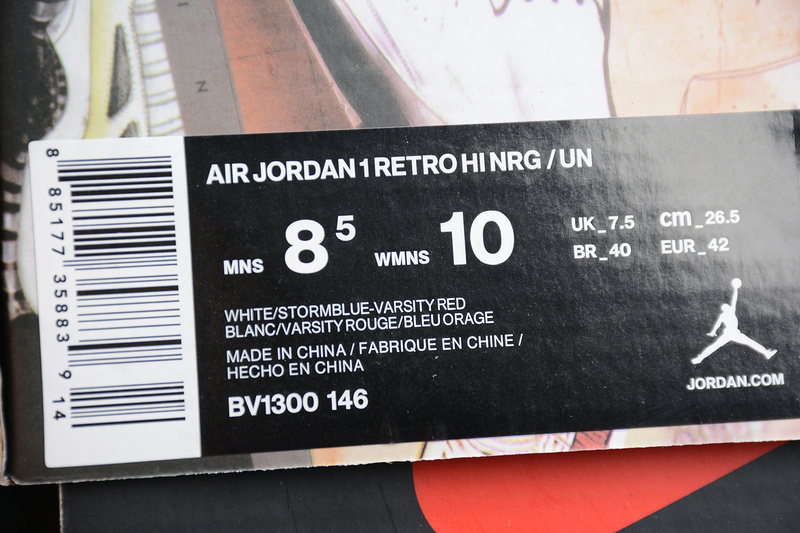 AIR JORDAN 1 RETRO HI NRG / UN
MNS 8 5 WMNS 10
UK_7.5 cm_26.5
BR_40 EUR_42
WHITE/STORMBLUE-VARSITY RED
BLANC/VARSITY ROUGE/BLEU ORAGE
MADE IN CHINA / FABRIQUE EN CHINE /
HECHO EN CHINA
BV1300 146
JORDAN.COM
8 85177 35883 9 14